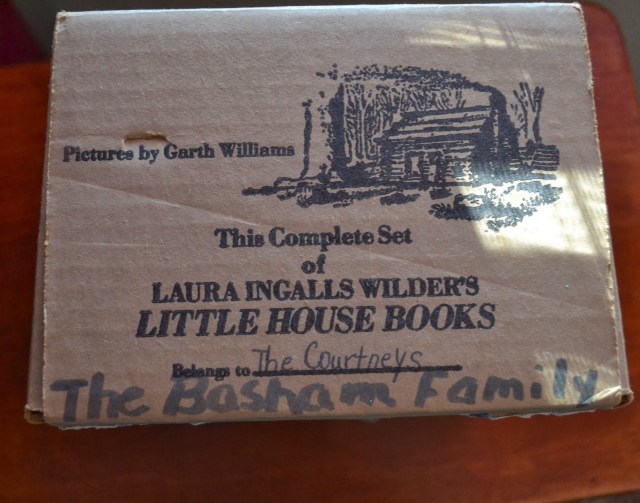 Pictures by Garth Williams
This Complete Set
of
LAURA INGALLS WILDER'S
LITTLE HOUSE BOOKS
Belongs to The Courtneys
The Basham Family